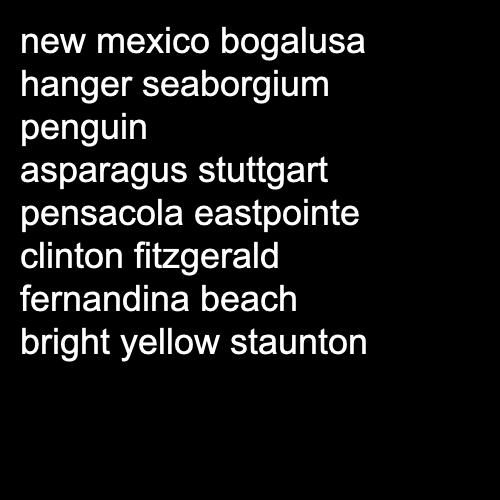 new mexico bogalusa
hanger seaborgium
penguin
asparagus stuttgart
pensacola eastpointe
clinton fitzgerald
fernandina beach
bright yellow staunton